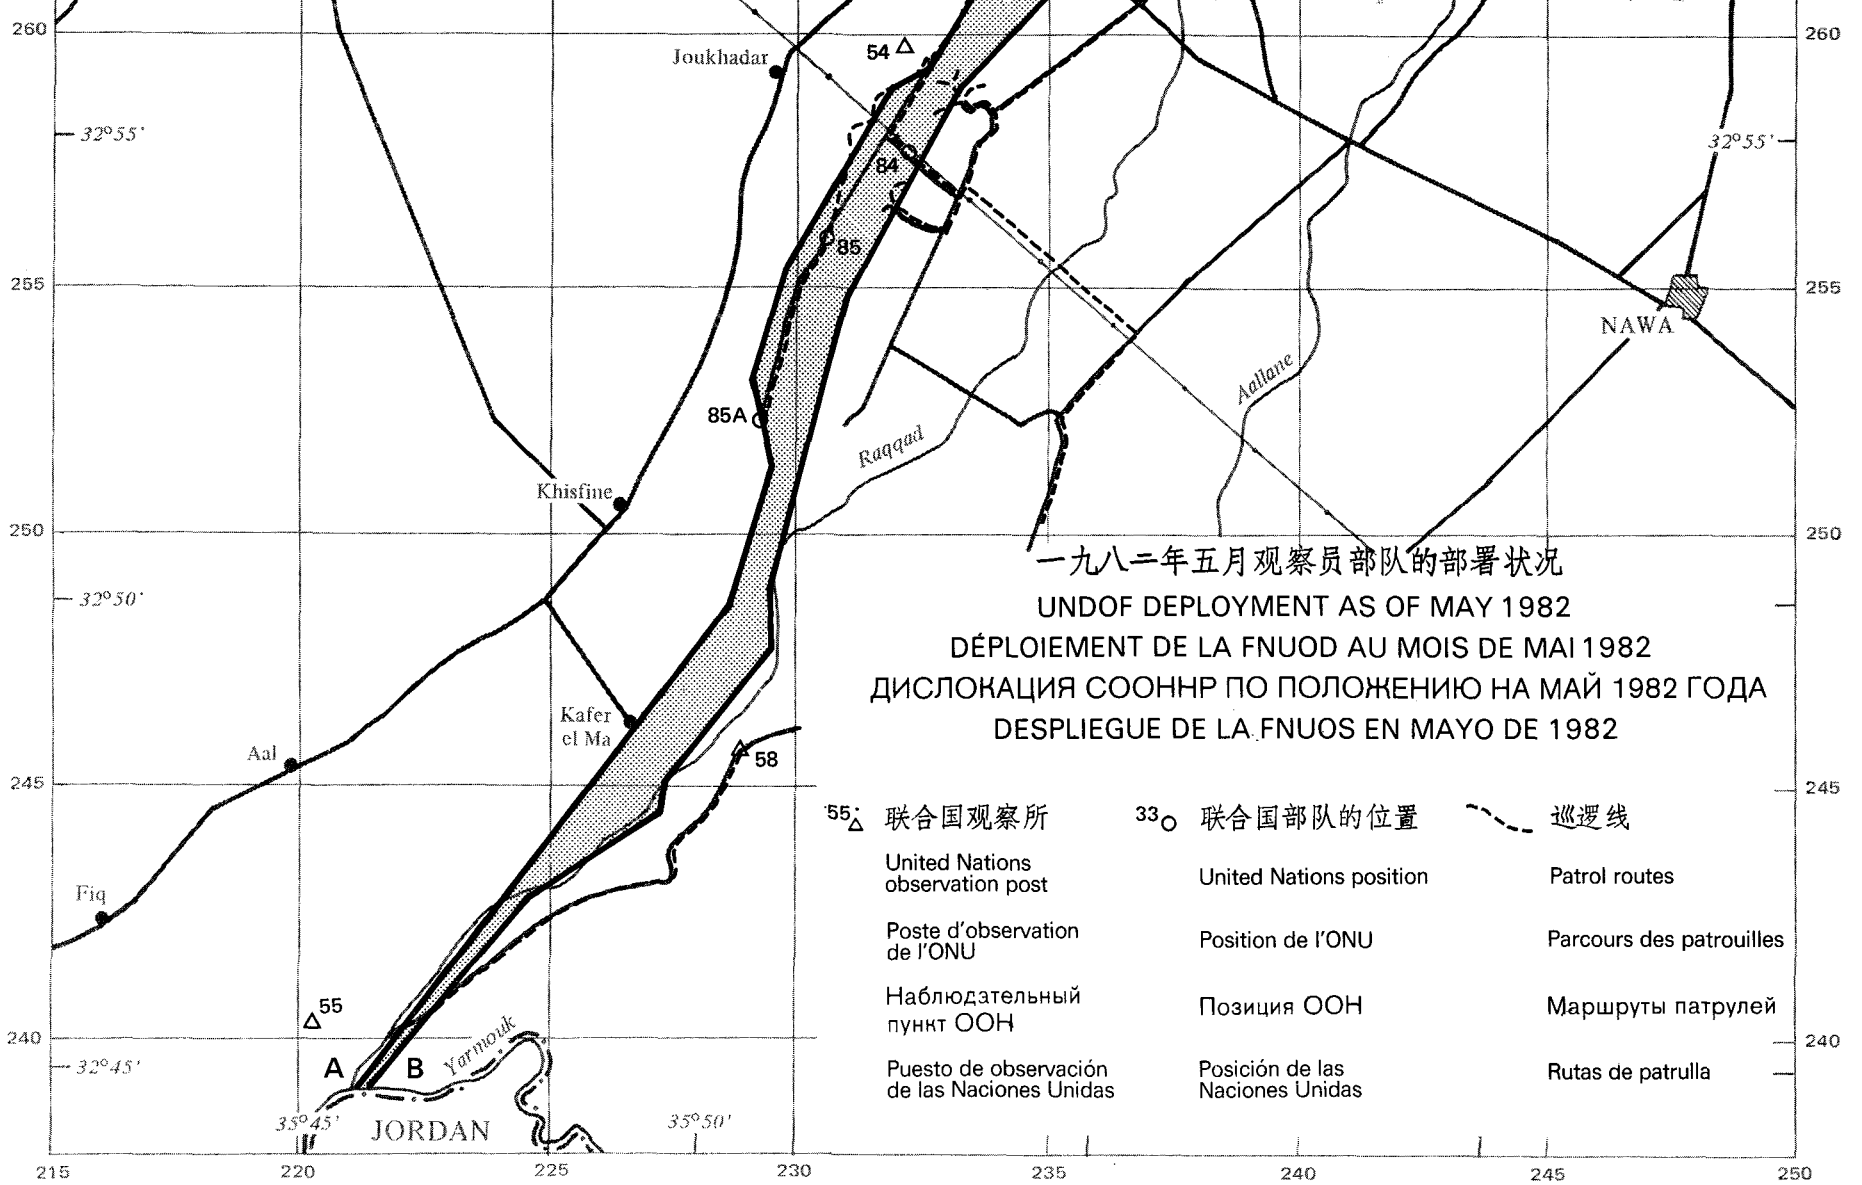 260
260
54
Joukhadar
32°55'
32°55'
84
85
255
255
NAWA
Aallane
85A
Raqqad
Khisfine
250
250
一九八二年五月观察员部队的部署状况
32°50'
UNDOF DEPLOYMENT AS OF MAY 1982
DÉPLOIEMENT DE LA FNUOD AU MOIS DE MAI 1982
ДИСЛОКАЦИЯ СООННР ПО ПОЛОЖЕНИЮ НА МАЙ 1982 ГОДА
DESPLIEGUE DE LA FNUOS EN MAYO DE 1982
Kafer
el Ma
Aal
58
245
245
55 联合国观察所
33 联合国部队的位置
巡逻线
United Nations
observation post
United Nations position
Patrol routes
Fiq
Poste d'observation
de l'ONU
Position de l'ONU
Parcours des patrouilles
Наблюдательный
пункт ООН
Позиция ООН
Маршруты патрулей
55
240
240
Yarmouk
32°45'
A
B
Puesto de observación
de las Naciones Unidas
Posición de las
Naciones Unidas
Rutas de patrulla
35°45'
JORDAN
35°50'
215
220
225
230
235
240
245
250